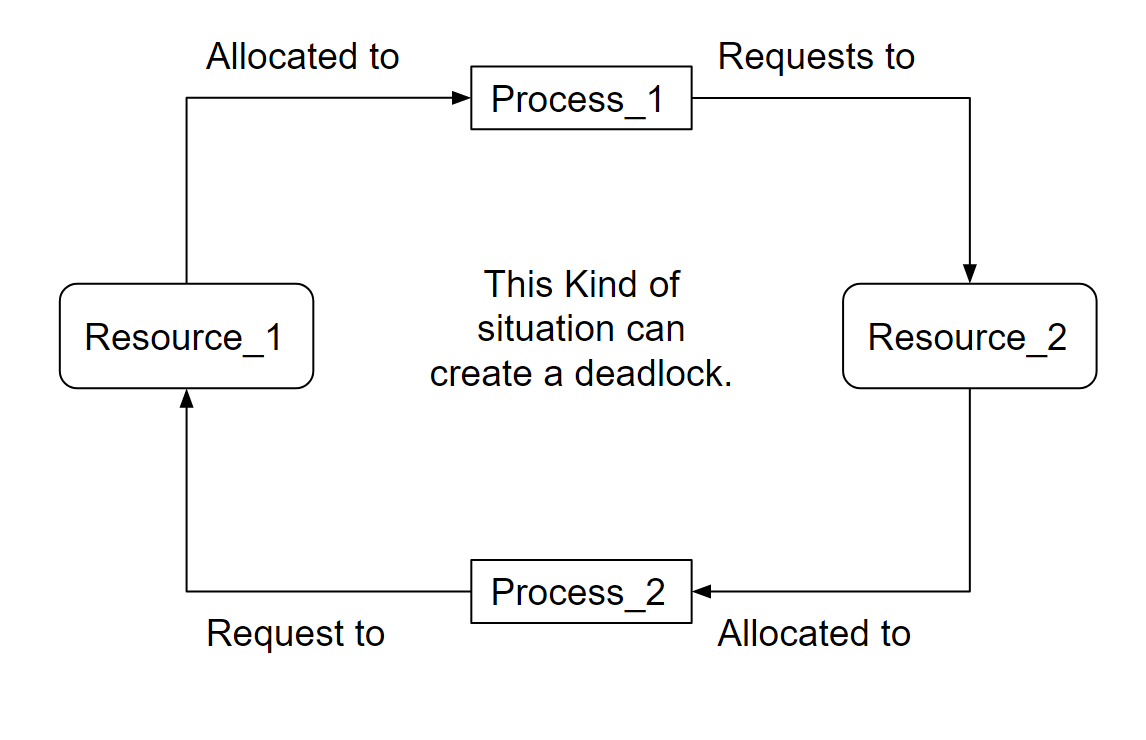 Allocated to
Requests to
Process_1
This Kind of
situation can
create a deadlock.
Resource_1
Resource_2
Process_2
Request to
Allocated to